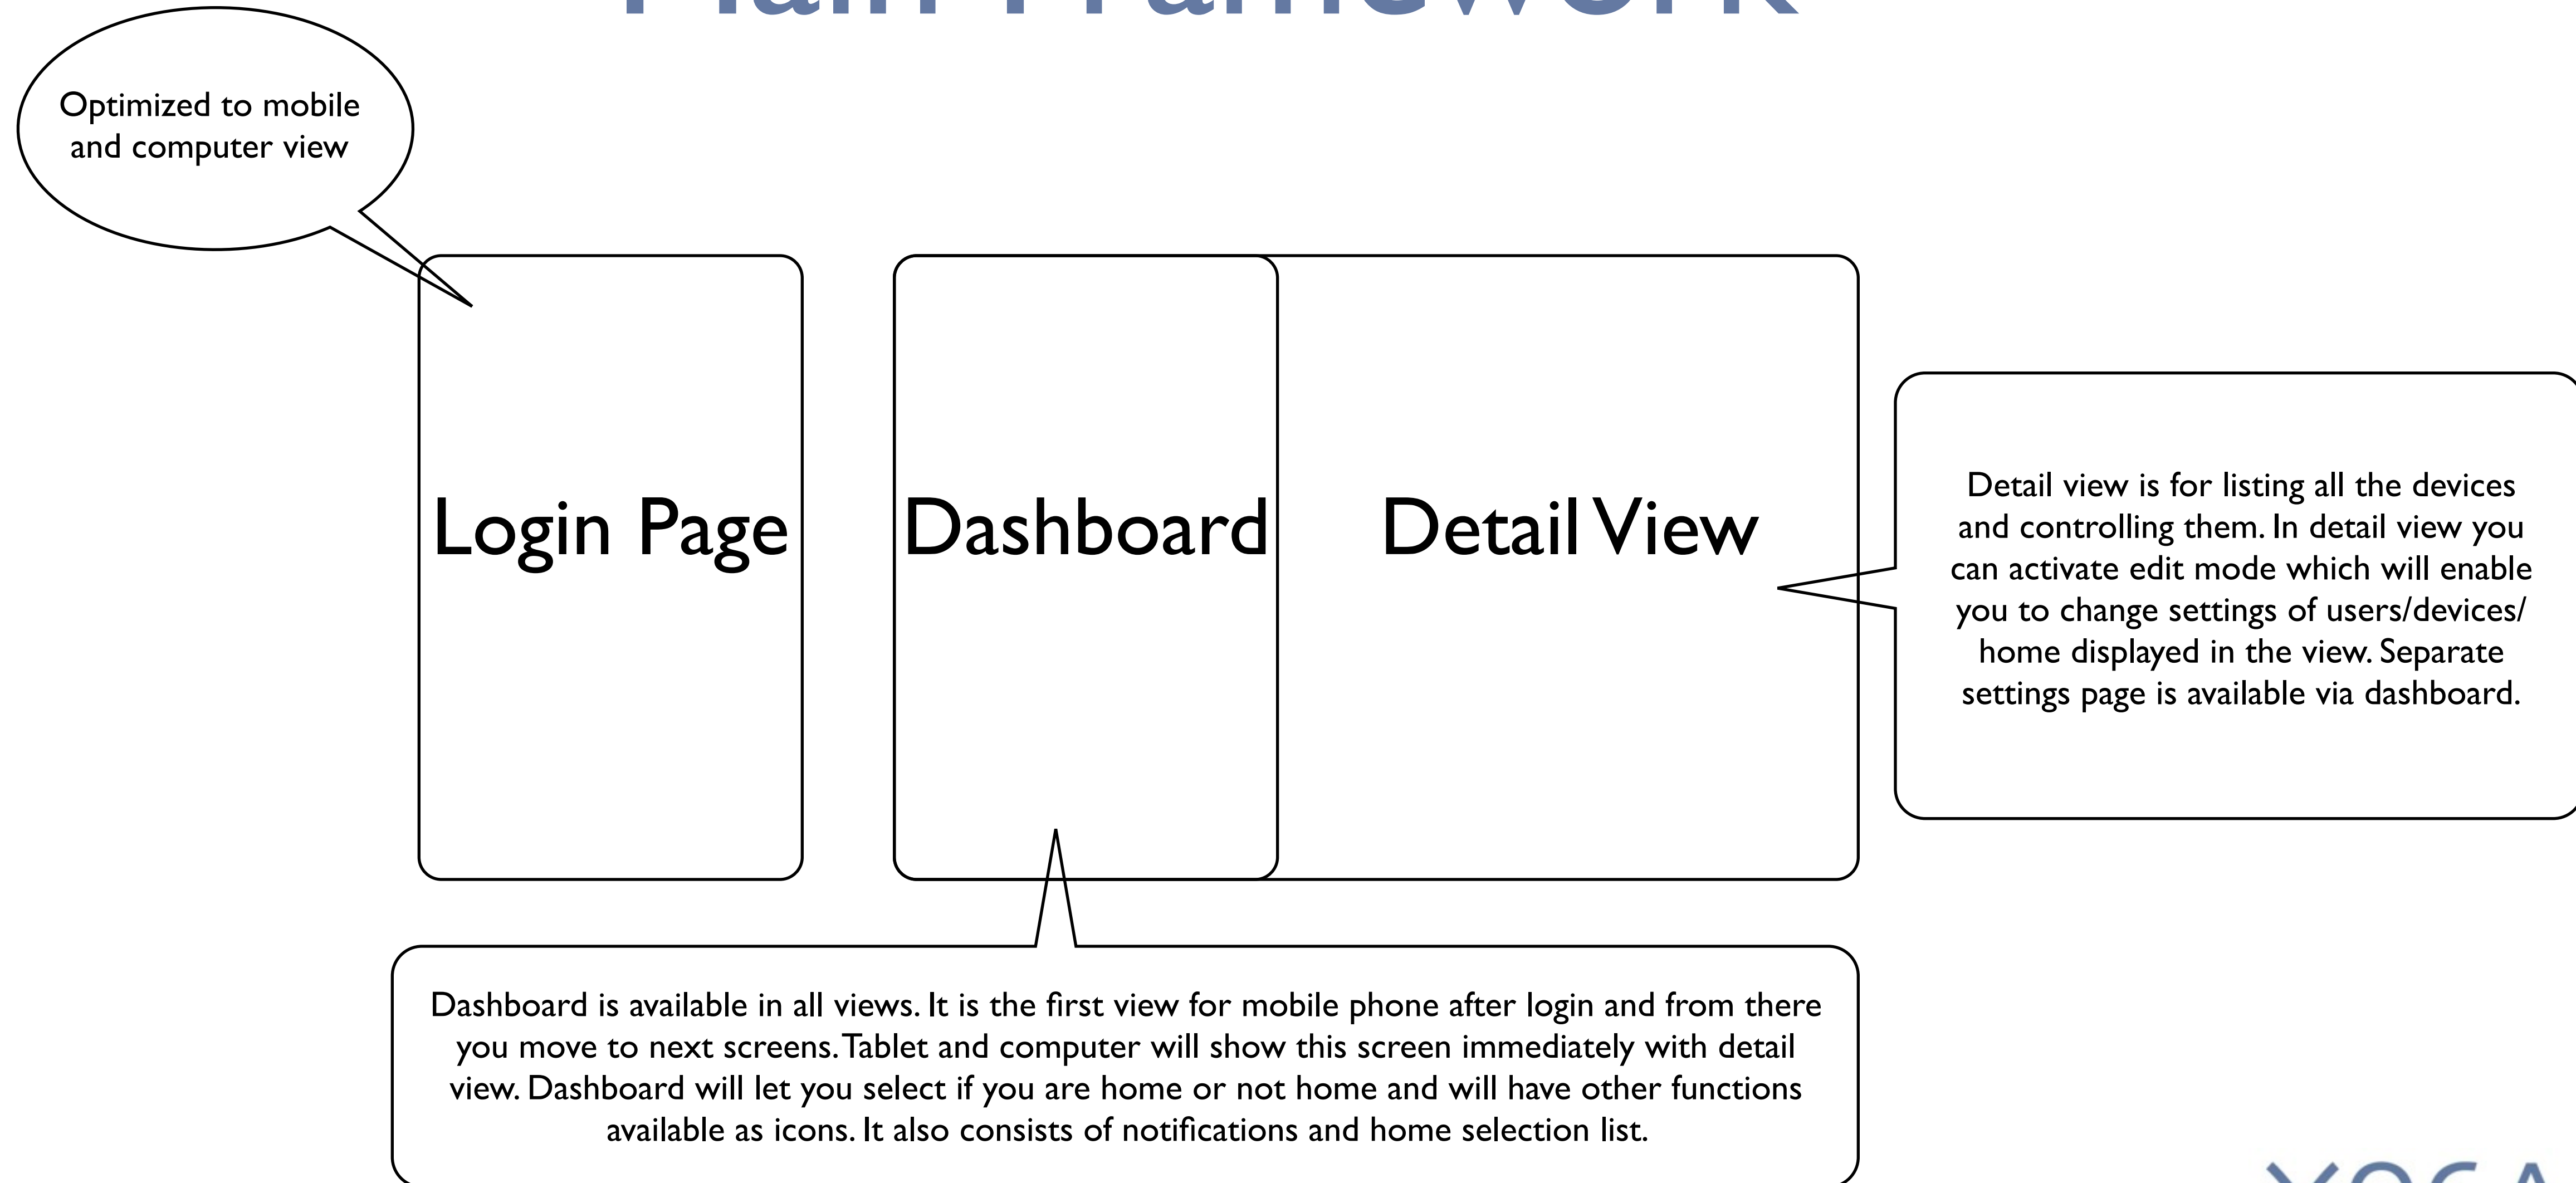 Main Framework
Optimized to mobile
and computer view
Login Page
Dashboard
Detail View
Detail view is for listing all the devices
and controlling them. In detail view you
can activate edit mode which will enable
you to change settings of users/devices/
home displayed in the view. Separate
settings page is available via dashboard.
Dashboard is available in all views. It is the first view for mobile phone after login and from there
you move to next screens. Tablet and computer will show this screen immediately with detail
view. Dashboard will let you select if you are home or not home and will have other functions
available as icons. It also consists of notifications and home selection list.